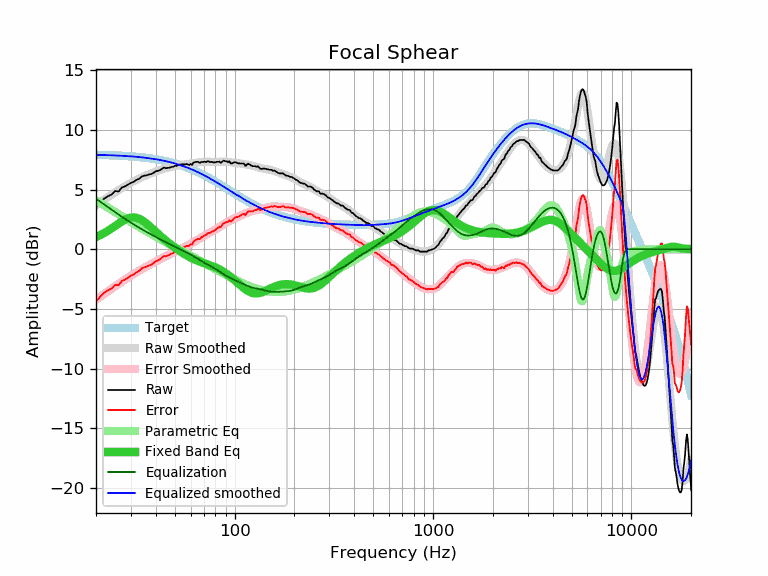 Focal Sphear
15
10
5
0
−5
−10
−15
−20
Amplitude (dBr)
Target
Raw Smoothed
Error Smoothed
Raw
Error
Parametric Eq
Fixed Band Eq
Equalization
Equalized smoothed
100 1000 10000
Frequency (Hz)